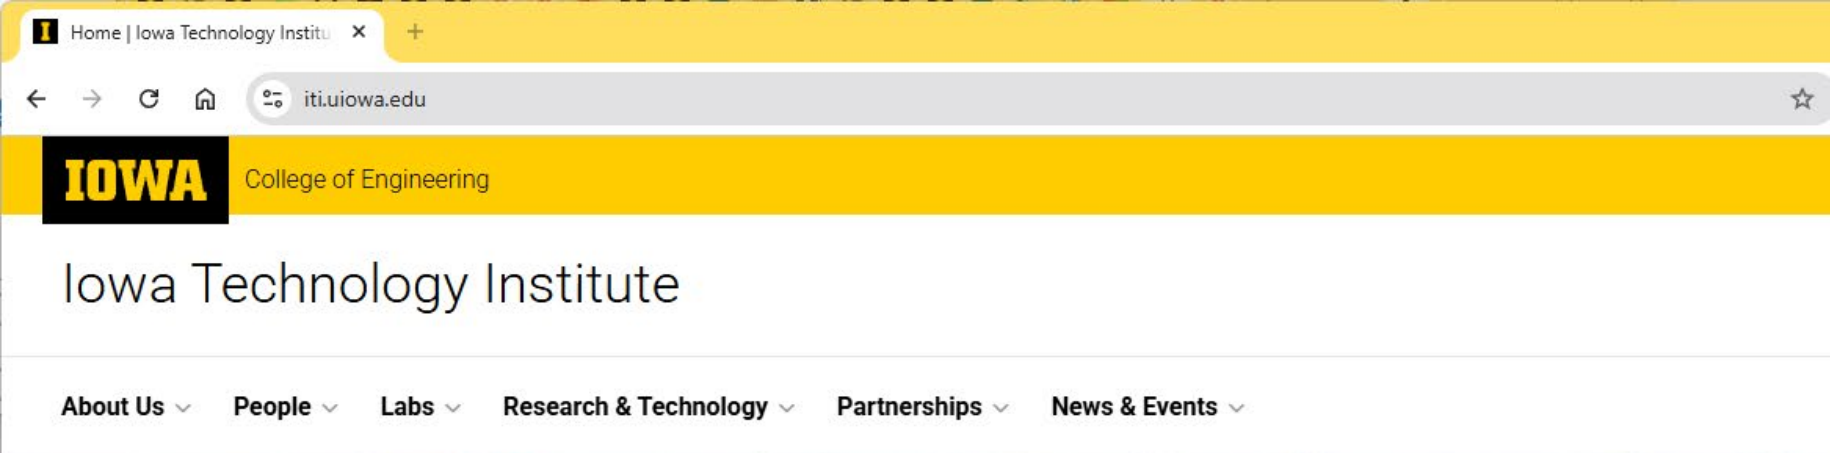 Home | Iowa Technology Institu
iti.uiowa.edu
IOWA College of Engineering
Iowa Technology Institute
About Us People Labs Research & Technology Partnerships News & Events